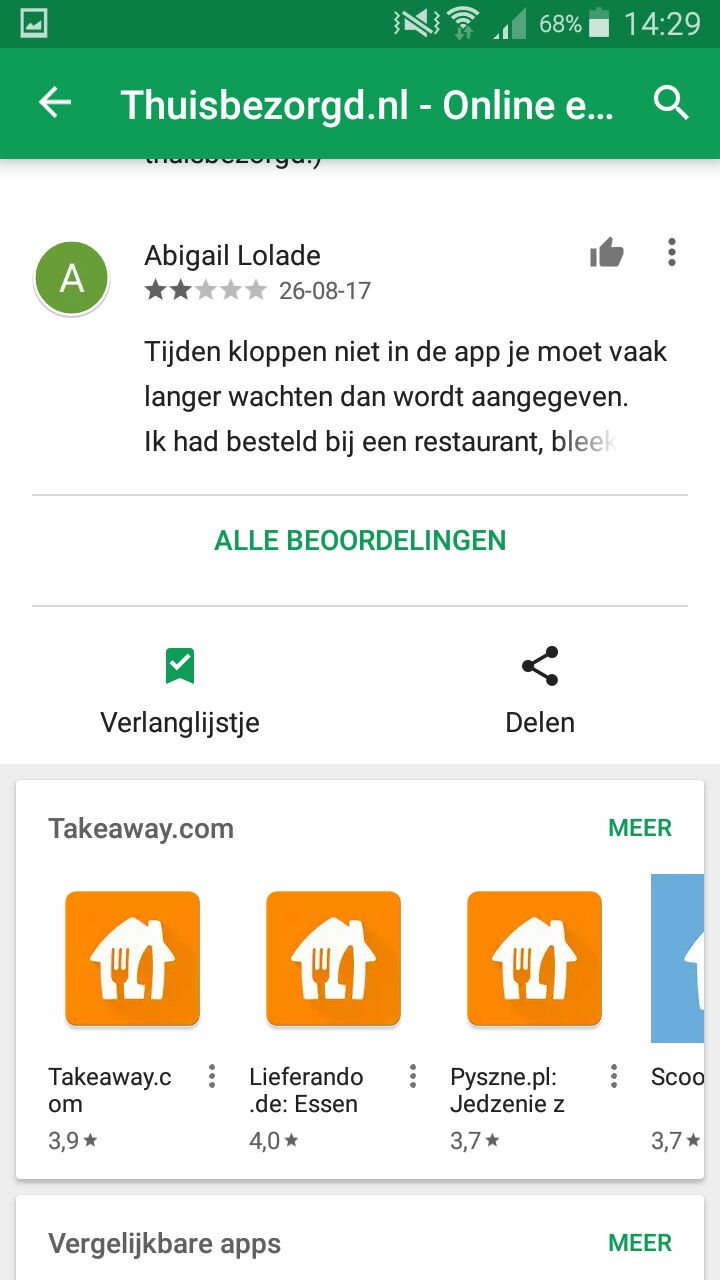 68% 14:29
Thuisbezorgd.nl - Online e...
thuisbezorgd.)
Abigail Lolade
26-08-17
A
Tijden kloppen niet in de app je moet vaak
langer wachten dan wordt aangegeven.
Ik had besteld bij een restaurant, bleek
ALLE BEOORDELINGEN
Verlanglijstje
Delen
Takeaway.com
MEER
Takeaway.c
om
3,9
Lieferando
.de: Essen
4,0
Pyszne.pl:
Jedzenie z
3,7
Scoo
3,7
Vergelijkbare apps
MEER